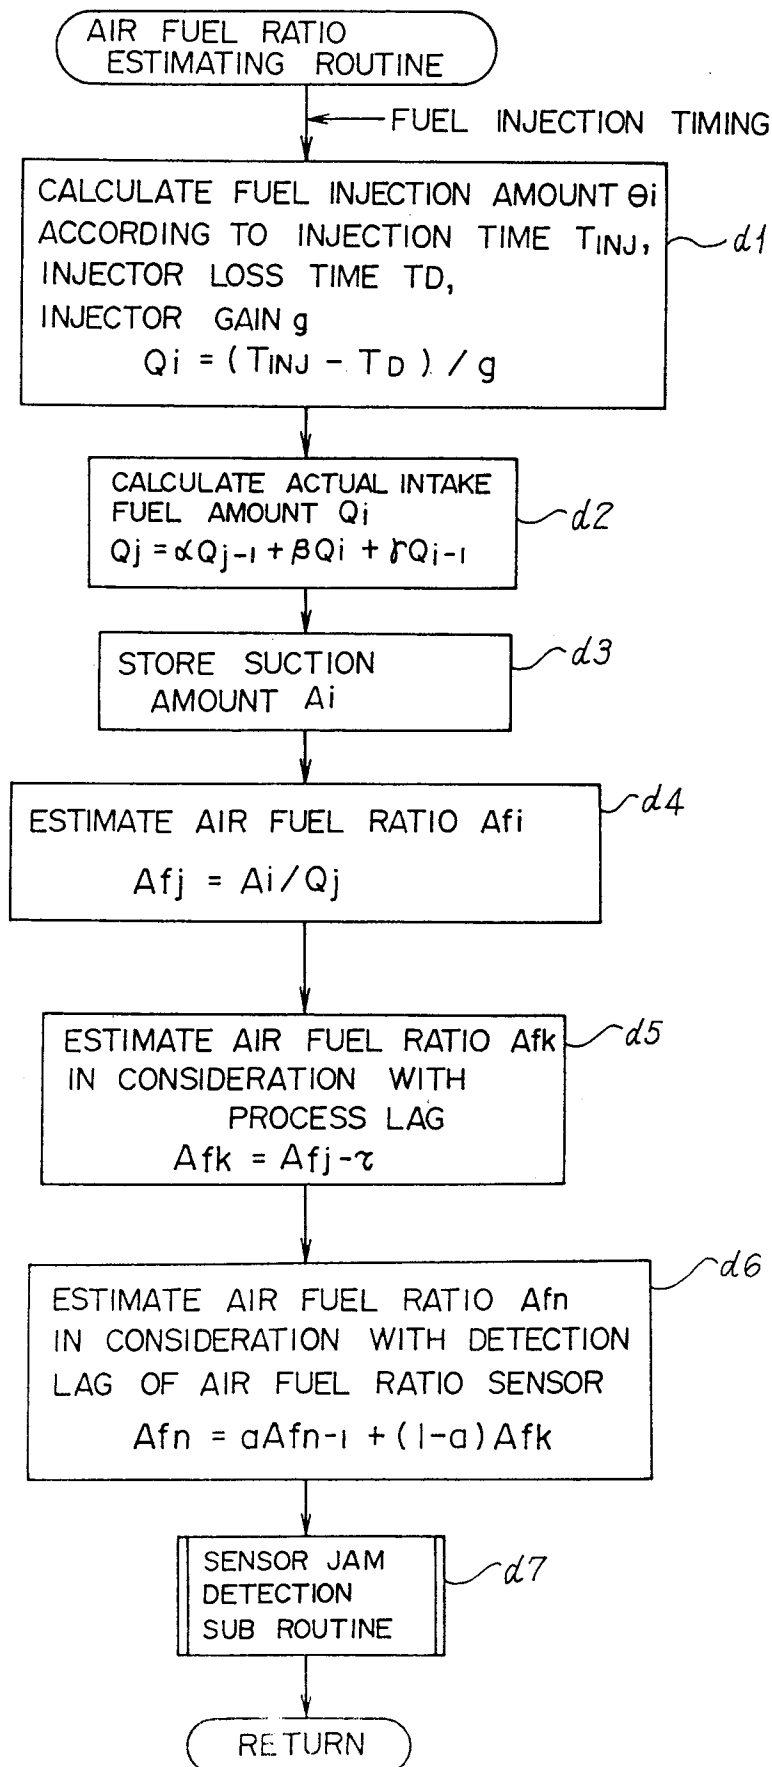 AIR FUEL RATIO
ESTIMATING ROUTINE
FUEL INJECTION TIMING
CALCULATE FUEL INJECTION AMOUNT Θi
ACCORDING TO INJECTION TIME TINJ,
INJECTOR LOSS TIME TD,
INJECTOR GAIN g
Qi = (TINJ - TD) / g
d1
CALCULATE ACTUAL INTAKE
FUEL AMOUNT Qj
Qj = αQj-1 + βQi + γQi-1
d2
STORE SUCTION
AMOUNT Ai
d3
ESTIMATE AIR FUEL RATIO Afi
Afj = Ai/Qj
d4
ESTIMATE AIR FUEL RATIO Afk
IN CONSIDERATION WITH
PROCESS LAG
Afk = Afj-τ
d5
ESTIMATE AIR FUEL RATIO Afn
IN CONSIDERATION WITH DETECTION
LAG OF AIR FUEL RATIO SENSOR
Afn = aAfn-1 + (1-a) Afk
d6
SENSOR JAM
DETECTION
SUB ROUTINE
d7
RETURN